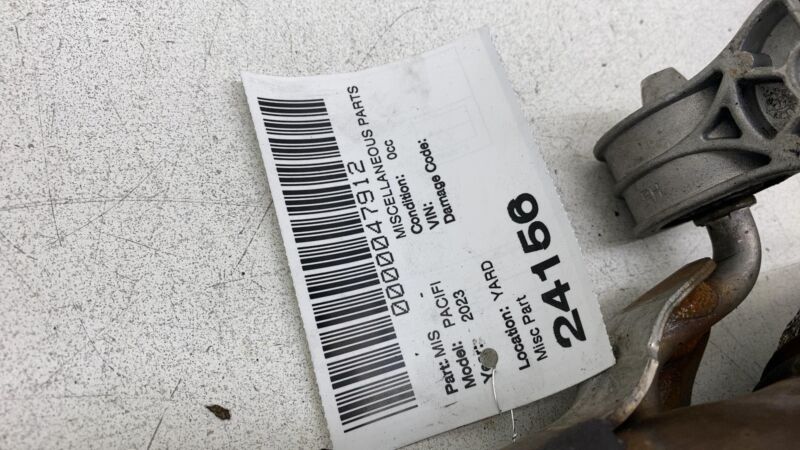 0000047912
MISCELLANEOUS PARTS
Condition: 0cc
VIN:
Damage Code:
Part: MIS -
Model: PACIFI
2023
Location: YARD
Misc Part
24156